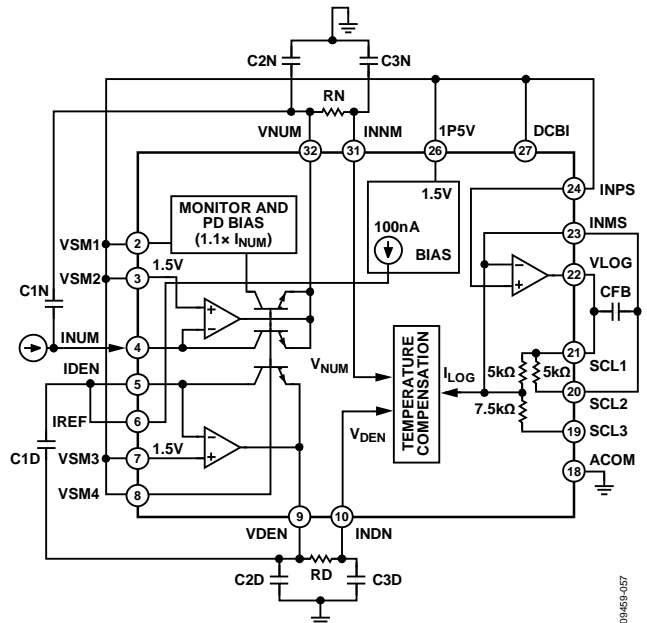 C2N
C3N
RN
VNUM
INNM
1P5V
DCBI
32
31
26
27
INPS
24
MONITOR AND
PD BIAS
(1.1× INUM)
1.5V
100nA
BIAS
INMS
23
VSM1
2
VLOG
22
VSM2
3
1.5V
CFB
C1N
INUM
4
VNUM
TEMPERATURE
COMPENSATION
ILOG
5kΩ
5kΩ
21
SCL1
IDEN
5
20
SCL2
IREF
6
7.5kΩ
19
SCL3
C1D
VSM3
7
1.5V
VDEN
ACOM
18
VSM4
8
9
10
VDEN
INDN
C2D
RD
C3D
09459-057